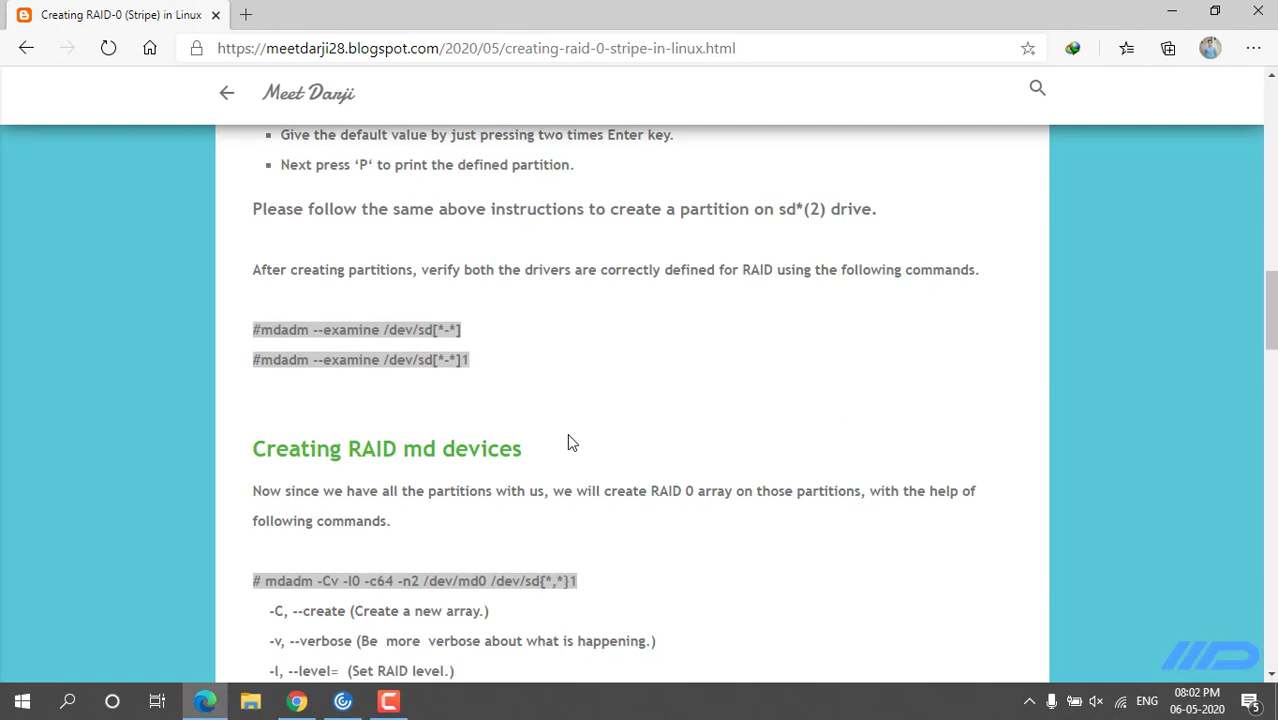 Creating RAID-0 (Stripe) in Linux
https://meetdarji28.blogspot.com/2020/05/creating-raid-0-stripe-in-linux.html
Meet Darji
Give the default value by just pressing two times Enter key.
Next press ‘P‘ to print the defined partition.
Please follow the same above instructions to create a partition on sd*(2) drive.
After creating partitions, verify both the drivers are correctly defined for RAID using the following commands.
#mdadm --examine /dev/sd[*-*]
#mdadm --examine /dev/sd[*-*]1
Creating RAID md devices
Now since we have all the partitions with us, we will create RAID 0 array on those partitions, with the help of
following commands.
# mdadm -Cv -l0 -c64 -n2 /dev/md0 /dev/sd{*,*}1
-C, --create (Create a new array.)
-v, --verbose (Be more verbose about what is happening.)
-l, --level= (Set RAID level.)
ENG
08:02 PM
06-05-2020
5